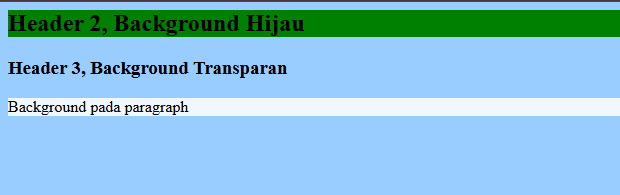 Header 2, Background Hijau
Header 3, Background Transparan
Background pada paragraph